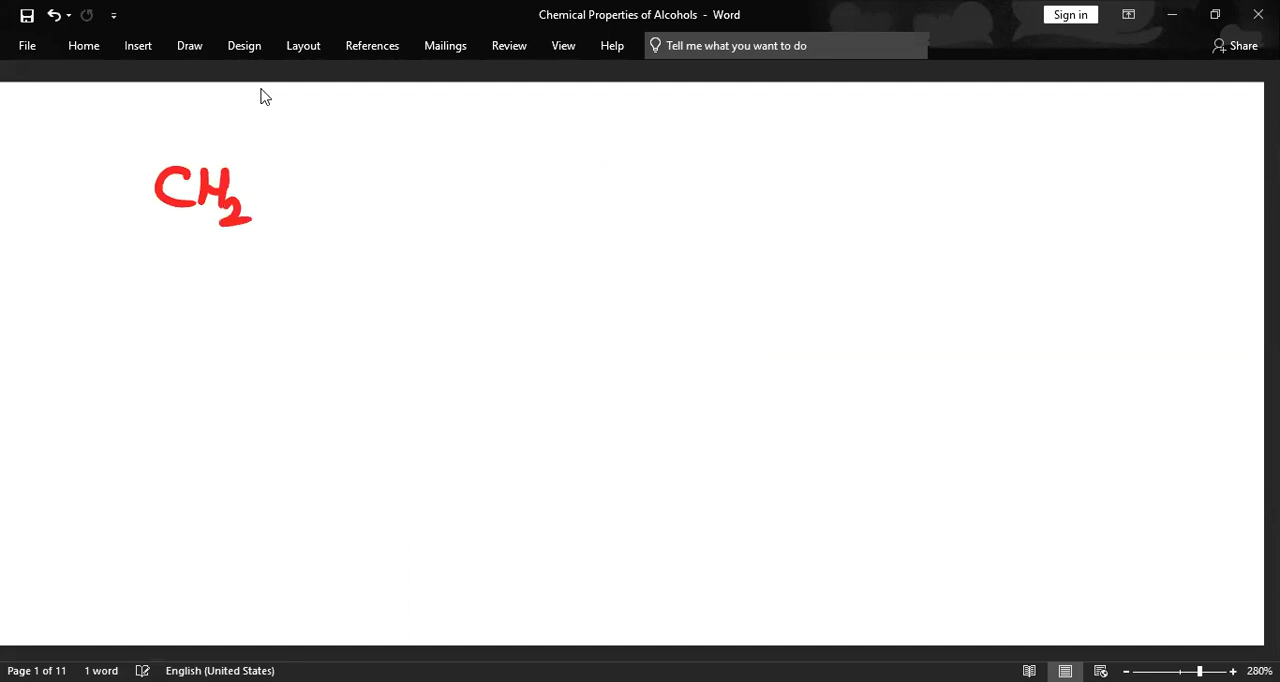 Chemical Properties of Alcohols - Word
Sign in
File Home Insert Draw Design Layout References Mailings Review View Help Tell me what you want to do Share
CH₂
Page 1 of 11 1 word English (United States) 280%